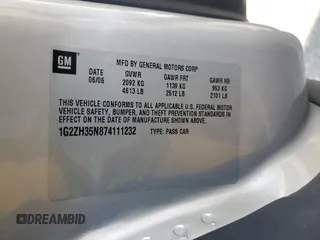 GM
MFD BY GENERAL MOTORS CORP
DATE GVWR GAWR FRT GAWR RR
06/06 2092 KG 1139 KG 953 KG
4613 LB 2512 LB 2101 LB
THIS VEHICLE CONFORMS TO ALL APPLICABLE U.S. FEDERAL MOTOR
VEHICLE SAFETY, BUMPER, AND THEFT PREVENTION STANDARDS IN EFFECT
ON THE DATE OF MANUFACTURE SHOWN ABOVE.
1G2ZH35N874111232 TYPE: PASS CAR
DREAMBID